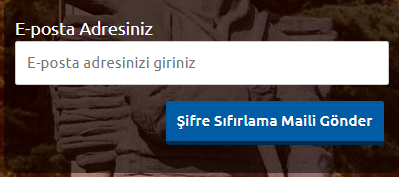 E-posta Adresiniz
E-posta adresinizi giriniz
Şifre Sıfırlama Maili Gönder